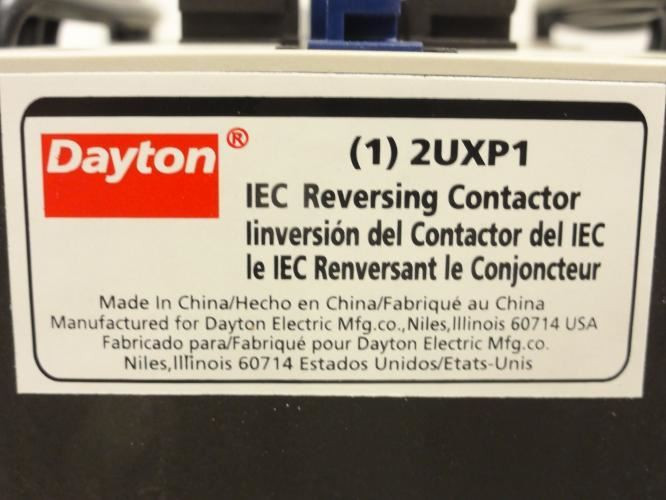 Dayton®
(1) 2UXP1
IEC Reversing Contactor
Iinversión del Contactor del IEC
le IEC Renversant le Conjoncteur
Made In China/Hecho en China/Fabriqué au China
Manufactured for Dayton Electric Mfg.co.,Niles,Illinois 60714 USA
Fabricado para/Fabriqué pour Dayton Electric Mfg.co.
Niles,Illinois 60714 Estados Unidos/Etats-Unis